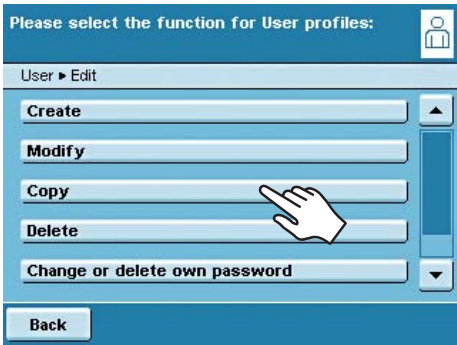 Please select the function for User profiles:
User ▸ Edit
Create
Modify
Copy
Delete
Change or delete own password
Back